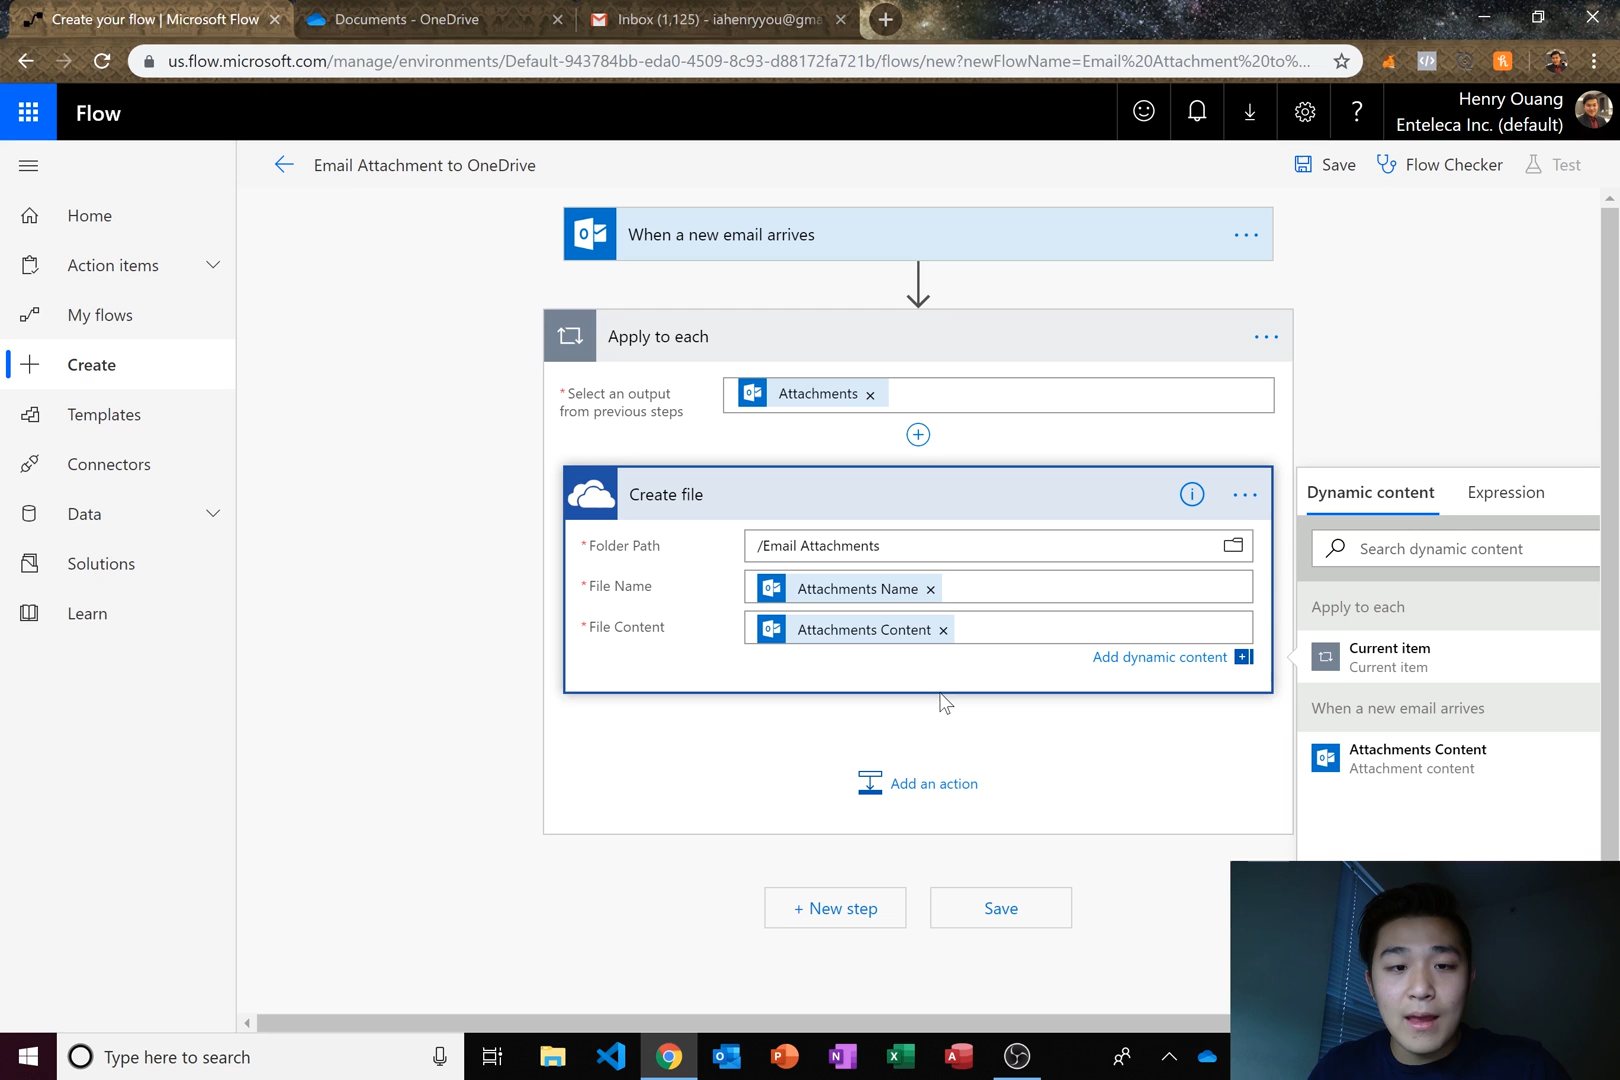 Create your flow | Microsoft Flow
Documents - OneDrive
Inbox (1,125) - iahenryyou@gma
us.flow.microsoft.com/manage/environments/Default-943784bb-eda0-4509-8c93-d88172fa721b/flows/new?newFlowName=Email%20Attachment%20to%...
Flow
Henry Ouang
Enteleca Inc. (default)
Email Attachment to OneDrive
Save
Flow Checker
Test
Home
Action items
My flows
Create
Templates
Connectors
Data
Solutions
Learn
When a new email arrives
Apply to each
* Select an output
from previous steps
Attachments
Create file
* Folder Path
/Email Attachments
* File Name
Attachments Name
* File Content
Attachments Content
Add dynamic content
Add an action
+ New step
Save
Dynamic content
Expression
Search dynamic content
Apply to each
Current item
Current item
When a new email arrives
Attachments Content
Attachment content
Type here to search